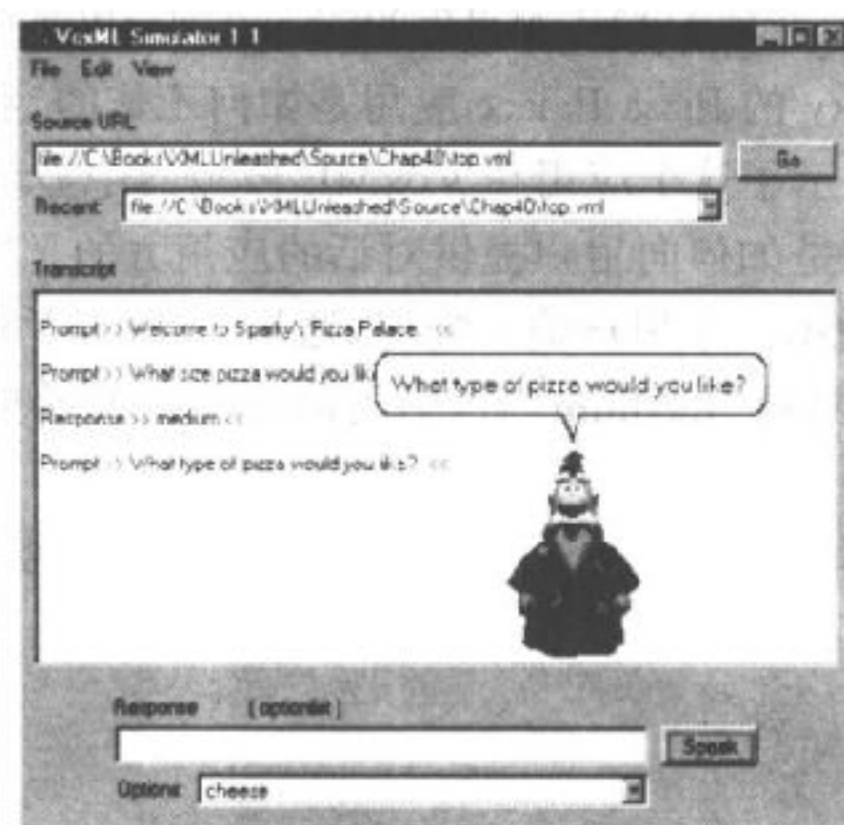 VoxML Simulator 1.1
File Edit View
Source URL
file://C:\Books\XMLUnleashed\Source\Chap40\top.vml Go
Recent: file://C:\Books\XMLUnleashed\Source\Chap40\top.vml
Transcript
Prompt >> Welcome to Sparky's Pizza Palace. <<
Prompt >> What size pizza would you
What type of pizza would you like?
Response >> medium <<
Prompt >> What type of pizza would you like? <<
Response (optionlist)
Speak
Options: cheese